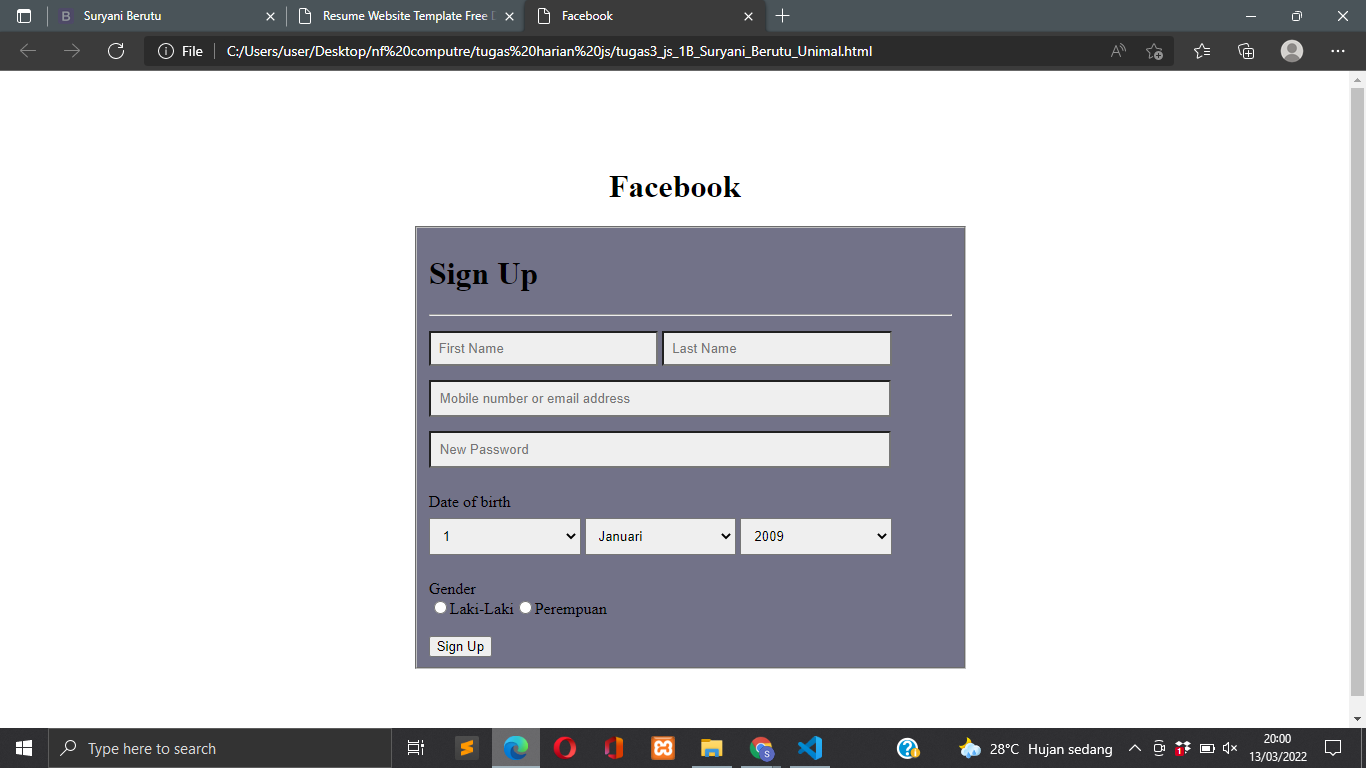 Suryani Berutu
Resume Website Template Free D
Facebook
File
C:/Users/user/Desktop/nf%20computre/tugas%20harian%20js/tugas3_js_1B_Suryani_Berutu_Unimal.html
Facebook
Sign Up
First Name Last Name
Mobile number or email address
New Password
Date of birth
1 Januari 2009
Gender
Laki-Laki Perempuan
Sign Up
Type here to search
28°C Hujan sedang
20:00
13/03/2022